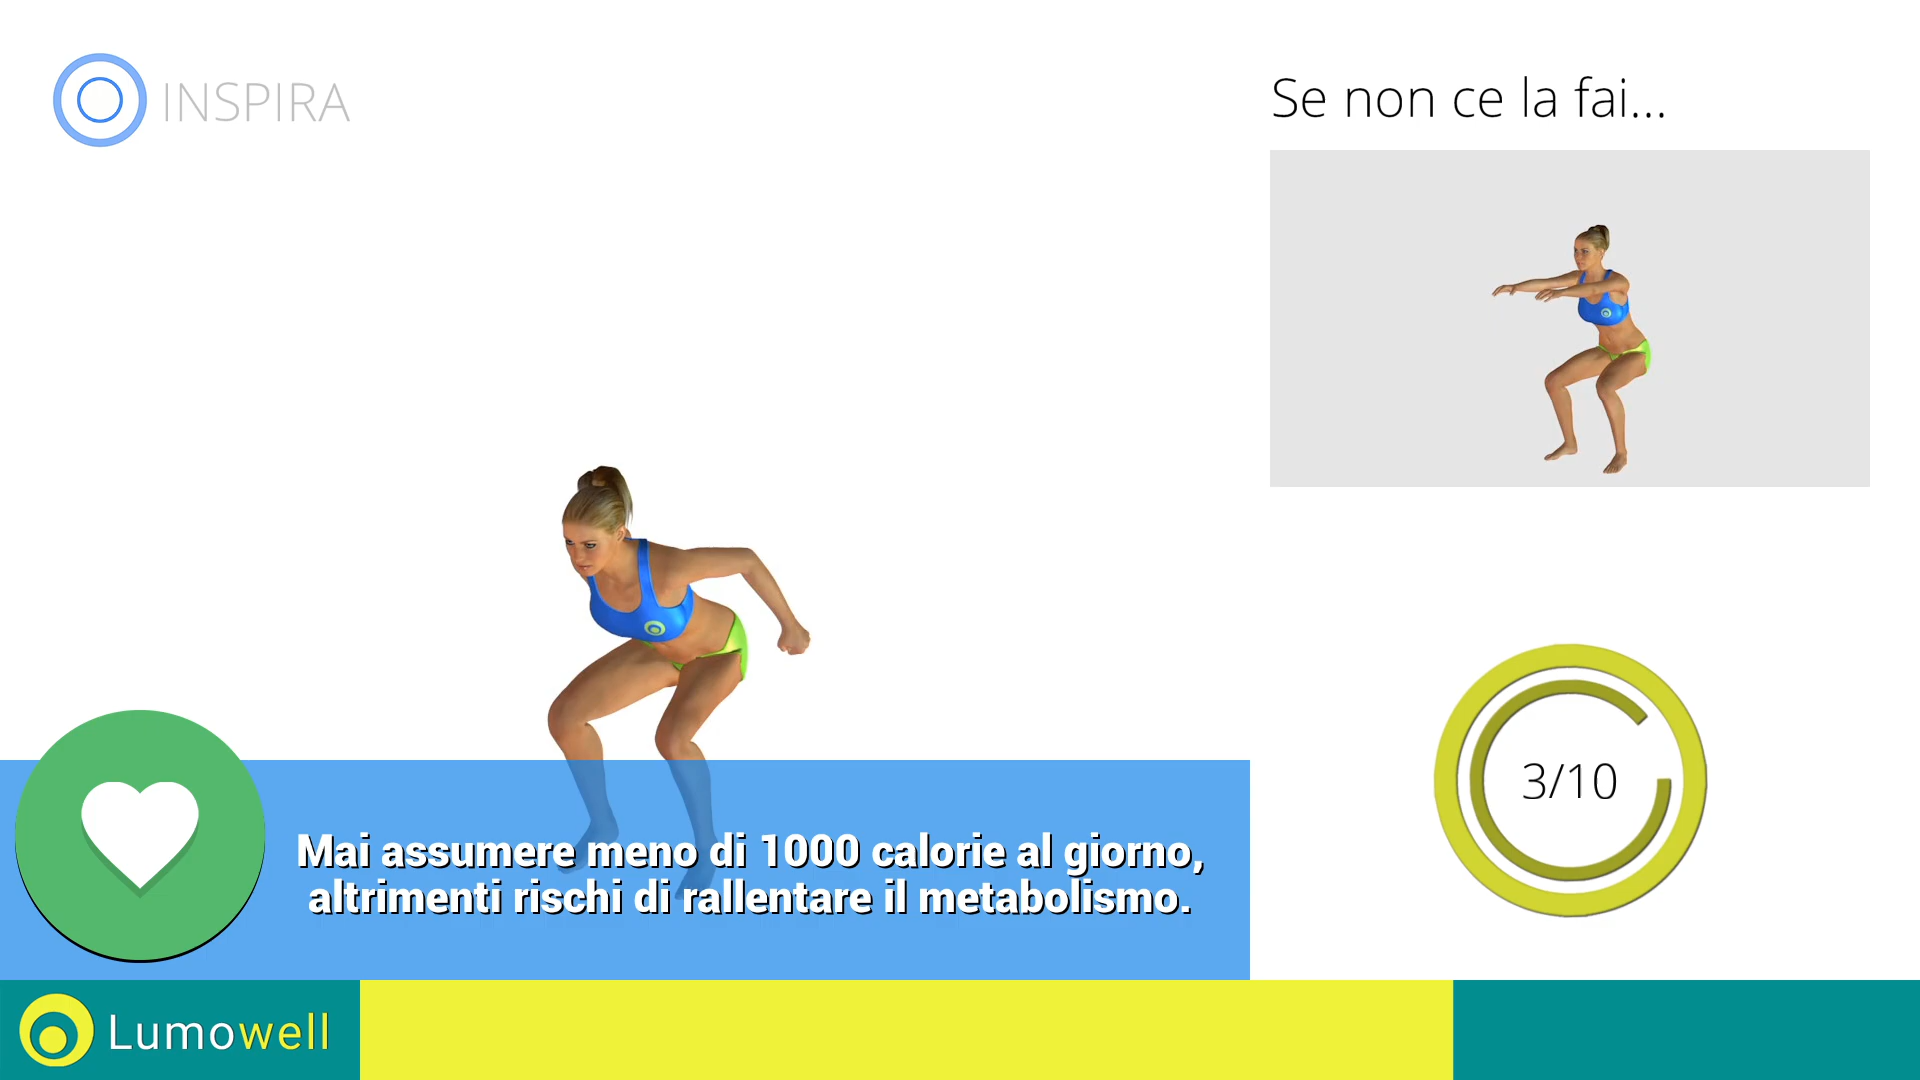 INSPIRA
Se non ce la fai...
3/10
Mai assumere meno di 1000 calorie al giorno,
altrimenti rischi di rallentare il metabolismo.
Lumowell